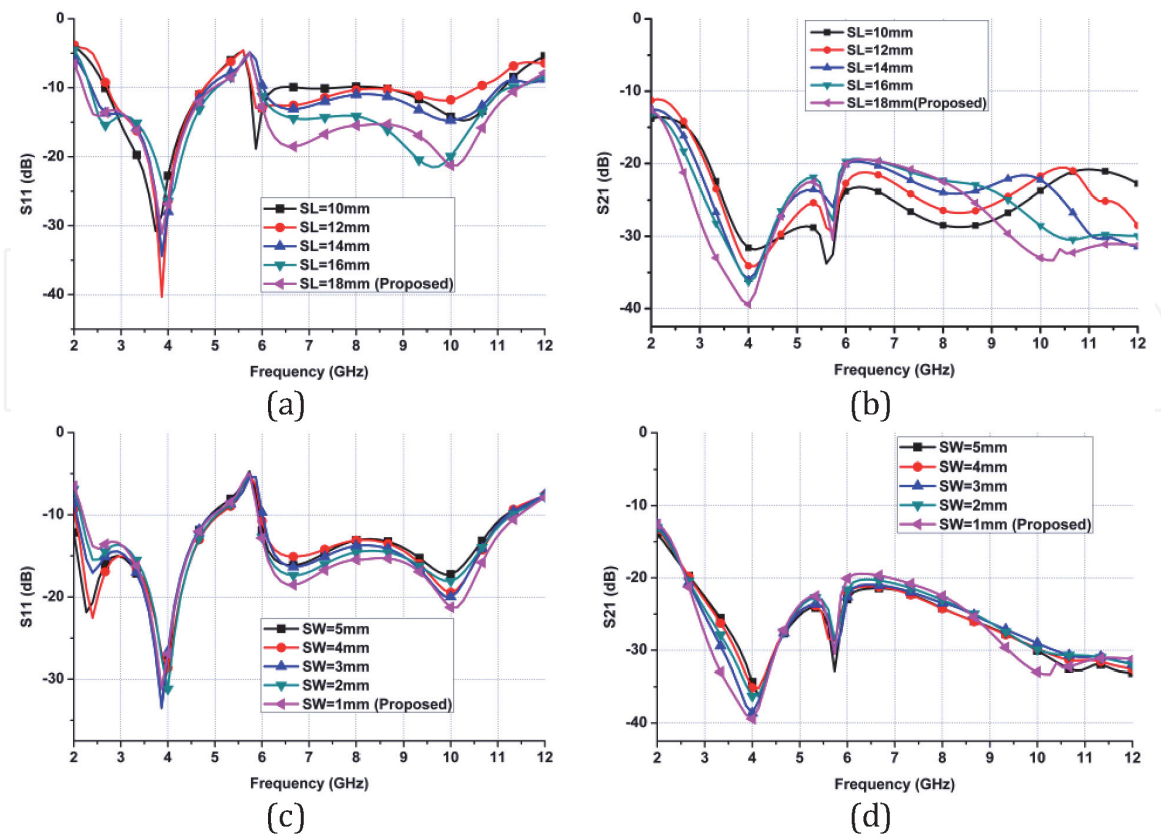 0
-10
-20
-30
-40
S11 (dB)
SL=10mm
SL=12mm
SL=14mm
SL=16mm
SL=18mm (Proposed)
2 3 4 5 6 7 8 9 10 11 12
Frequency (GHz)
(a)
0
-10
-20
-30
-40
S21 (dB)
SL=10mm
SL=12mm
SL=14mm
SL=16mm
SL=18mm(Proposed)
2 3 4 5 6 7 8 9 10 11 12
Frequency (GHz)
(b)
0
-10
-20
-30
S11 (dB)
SW=5mm
SW=4mm
SW=3mm
SW=2mm
SW=1mm (Proposed)
2 3 4 5 6 7 8 9 10 11 12
Frequency (GHz)
(c)
0
-10
-20
-30
-40
S21 (dB)
SW=5mm
SW=4mm
SW=3mm
SW=2mm
SW=1mm (Proposed)
2 3 4 5 6 7 8 9 10 11 12
Frequency (GHz)
(d)